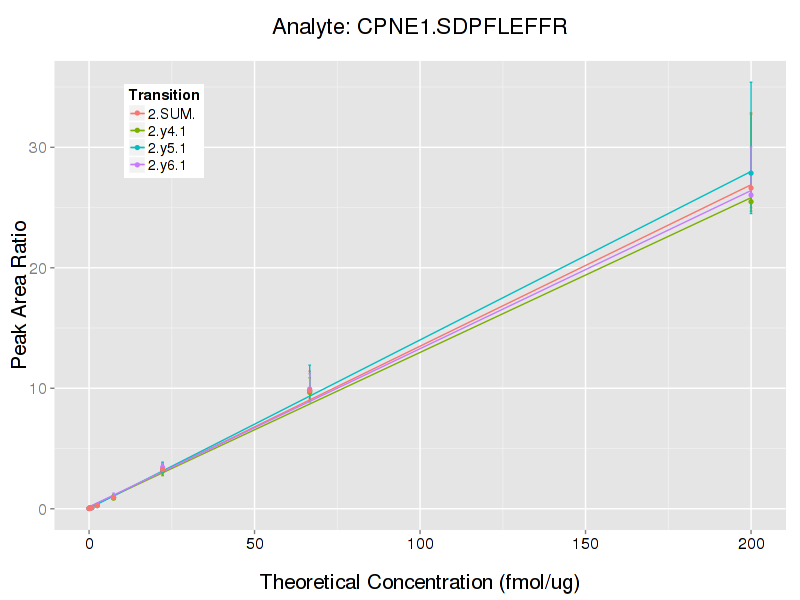 Analyte: CPNE1.SDPFLEFFR
Transition
2.SUM.
2.y4.1
2.y5.1
2.y6.1
Peak Area Ratio
30
20
10
0
0 50 100 150 200
Theoretical Concentration (fmol/ug)